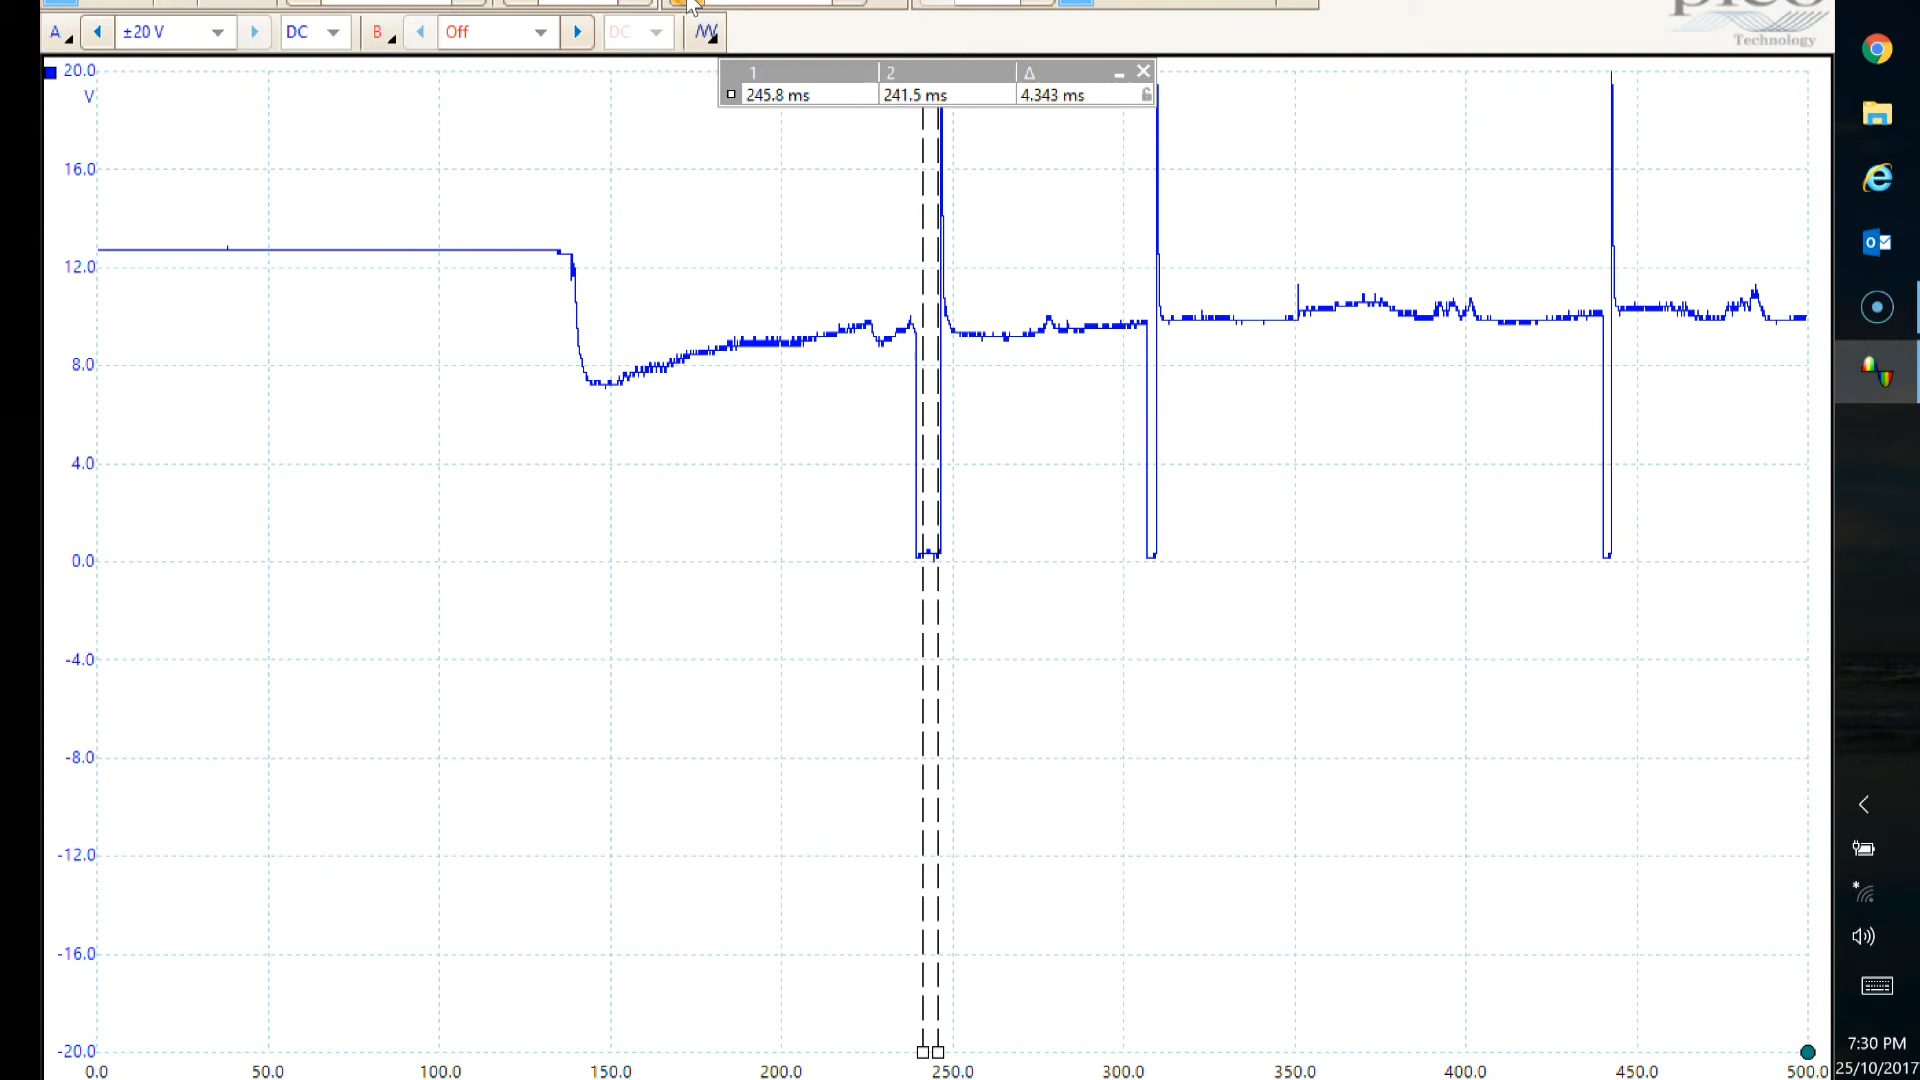 pico
Technology
A ±20 V DC B Off DC
20.0
V
1 2 Δ
245.8 ms 241.5 ms 4.343 ms
16.0
12.0
8.0
4.0
0.0
-4.0
-8.0
-12.0
-16.0
-20.0
0.0 50.0 100.0 150.0 200.0 250.0 300.0 350.0 400.0 450.0 500.0
7:30 PM
25/10/2017